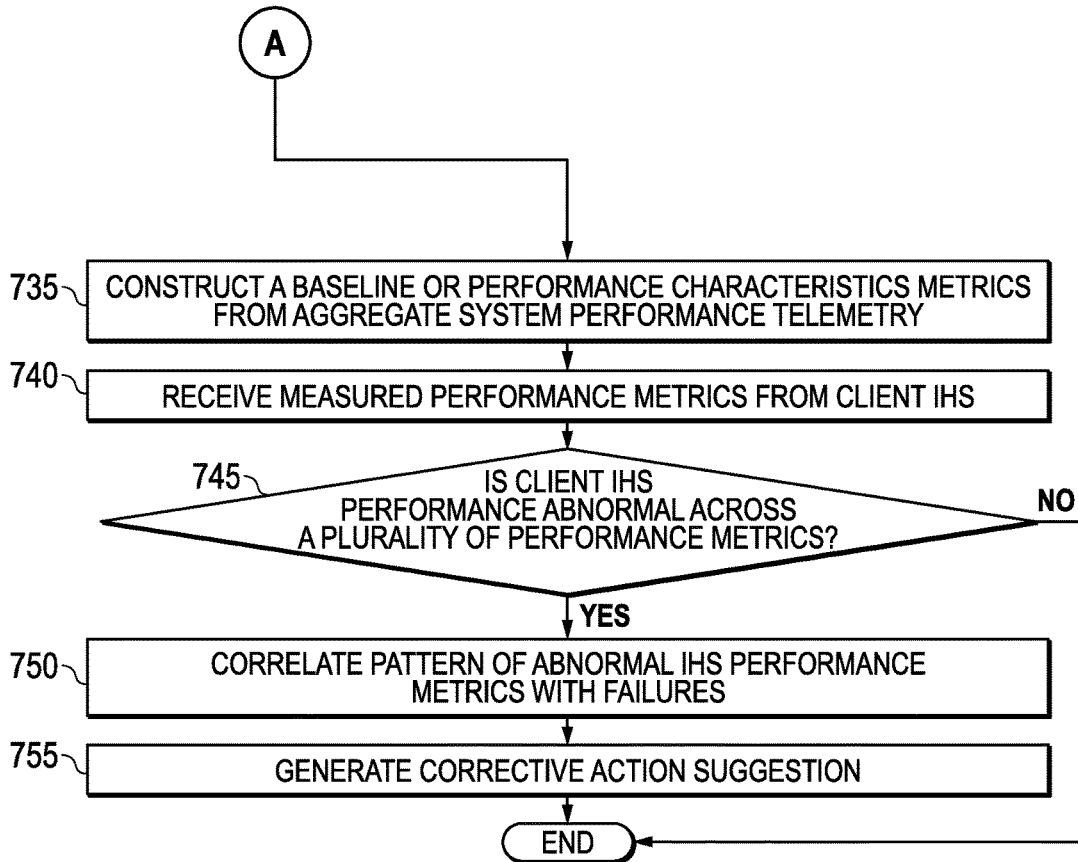 A
735
CONSTRUCT A BASELINE OR PERFORMANCE CHARACTERISTICS METRICS
FROM AGGREGATE SYSTEM PERFORMANCE TELEMETRY
740
RECEIVE MEASURED PERFORMANCE METRICS FROM CLIENT IHS
745
IS CLIENT IHS
PERFORMANCE ABNORMAL ACROSS
A PLURALITY OF PERFORMANCE METRICS?
NO
YES
750
CORRELATE PATTERN OF ABNORMAL IHS PERFORMANCE
METRICS WITH FAILURES
755
GENERATE CORRECTIVE ACTION SUGGESTION
END